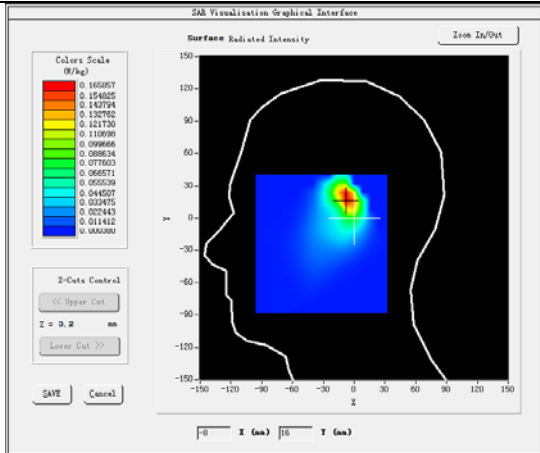 SAR Visualisation Graphical Interface
Surface Radiated Intensity
Zoom In/Out
Colors Scale
(W/kg)
0.165857
0.154825
0.143794
0.132762
0.121730
0.110698
0.099666
0.088634
0.077603
0.066571
0.055539
0.044507
0.033475
0.022443
0.011412
0.000380
150
120
90
60
30
0
-30
-60
-90
-120
-150
Y
-150 -120 -90 -60 -30 0 30 60 90 120 150
X
Z-Cuts Control
<< Upper Cut
Z = 3.2 mm
Lower Cut >>
SAVE Cancel
-8 X (mm) 16 Y (mm)